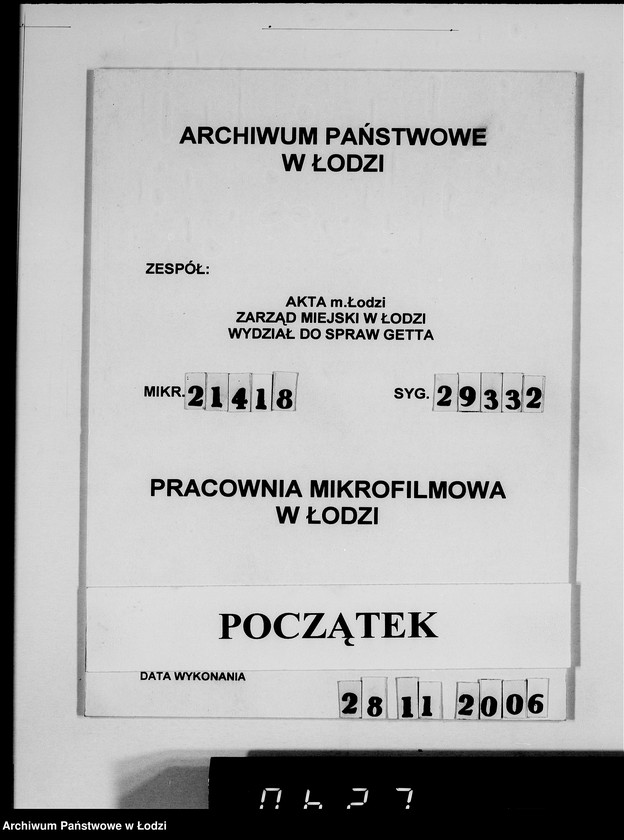 ARCHIWUM PAŃSTWOWE
W ŁODZI
ZESPÓŁ:
AKTA m.Łodzi
ZARZĄD MIEJSKI W ŁODZI
WYDZIAŁ DO SPRAW GETTA
MIKR. 21418 SYG. 29332
PRACOWNIA MIKROFILMOWA
W ŁODZI
POCZĄTEK
DATA WYKONANIA
28 11 2006
Archiwum Państwowe w Łodzi